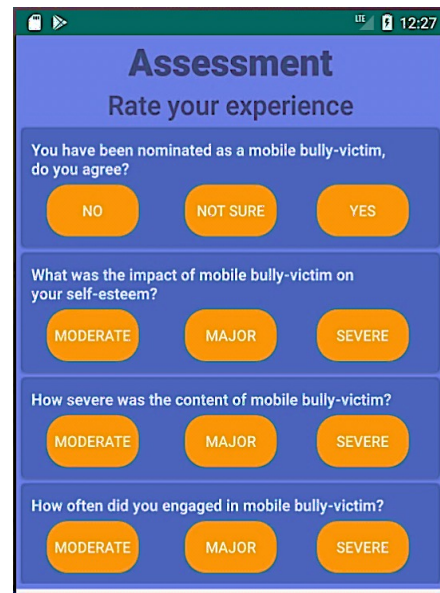 LTE 12:27
Assessment
Rate your experience
You have been nominated as a mobile bully-victim,
do you agree?
NO NOT SURE YES
What was the impact of mobile bully-victim on
your self-esteem?
MODERATE MAJOR SEVERE
How severe was the content of mobile bully-victim?
MODERATE MAJOR SEVERE
How often did you engaged in mobile bully-victim?
MODERATE MAJOR SEVERE